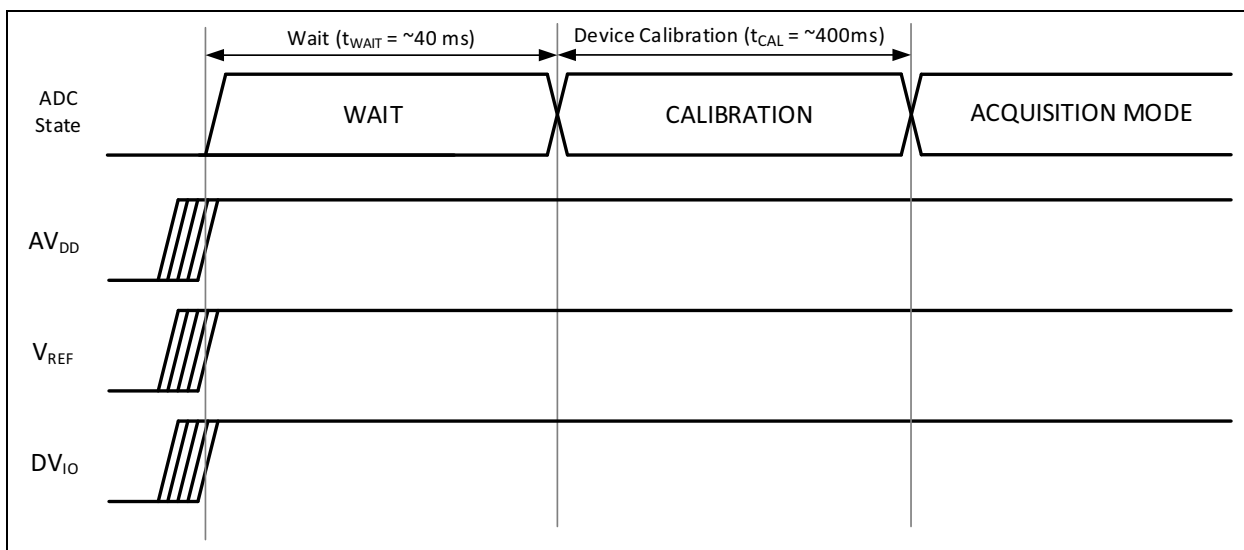 Wait (tWAIT = ~40 ms) Device Calibration (tCAL = ~400ms)
ADC
State
WAIT CALIBRATION ACQUISITION MODE
AVDD
VREF
DVIO